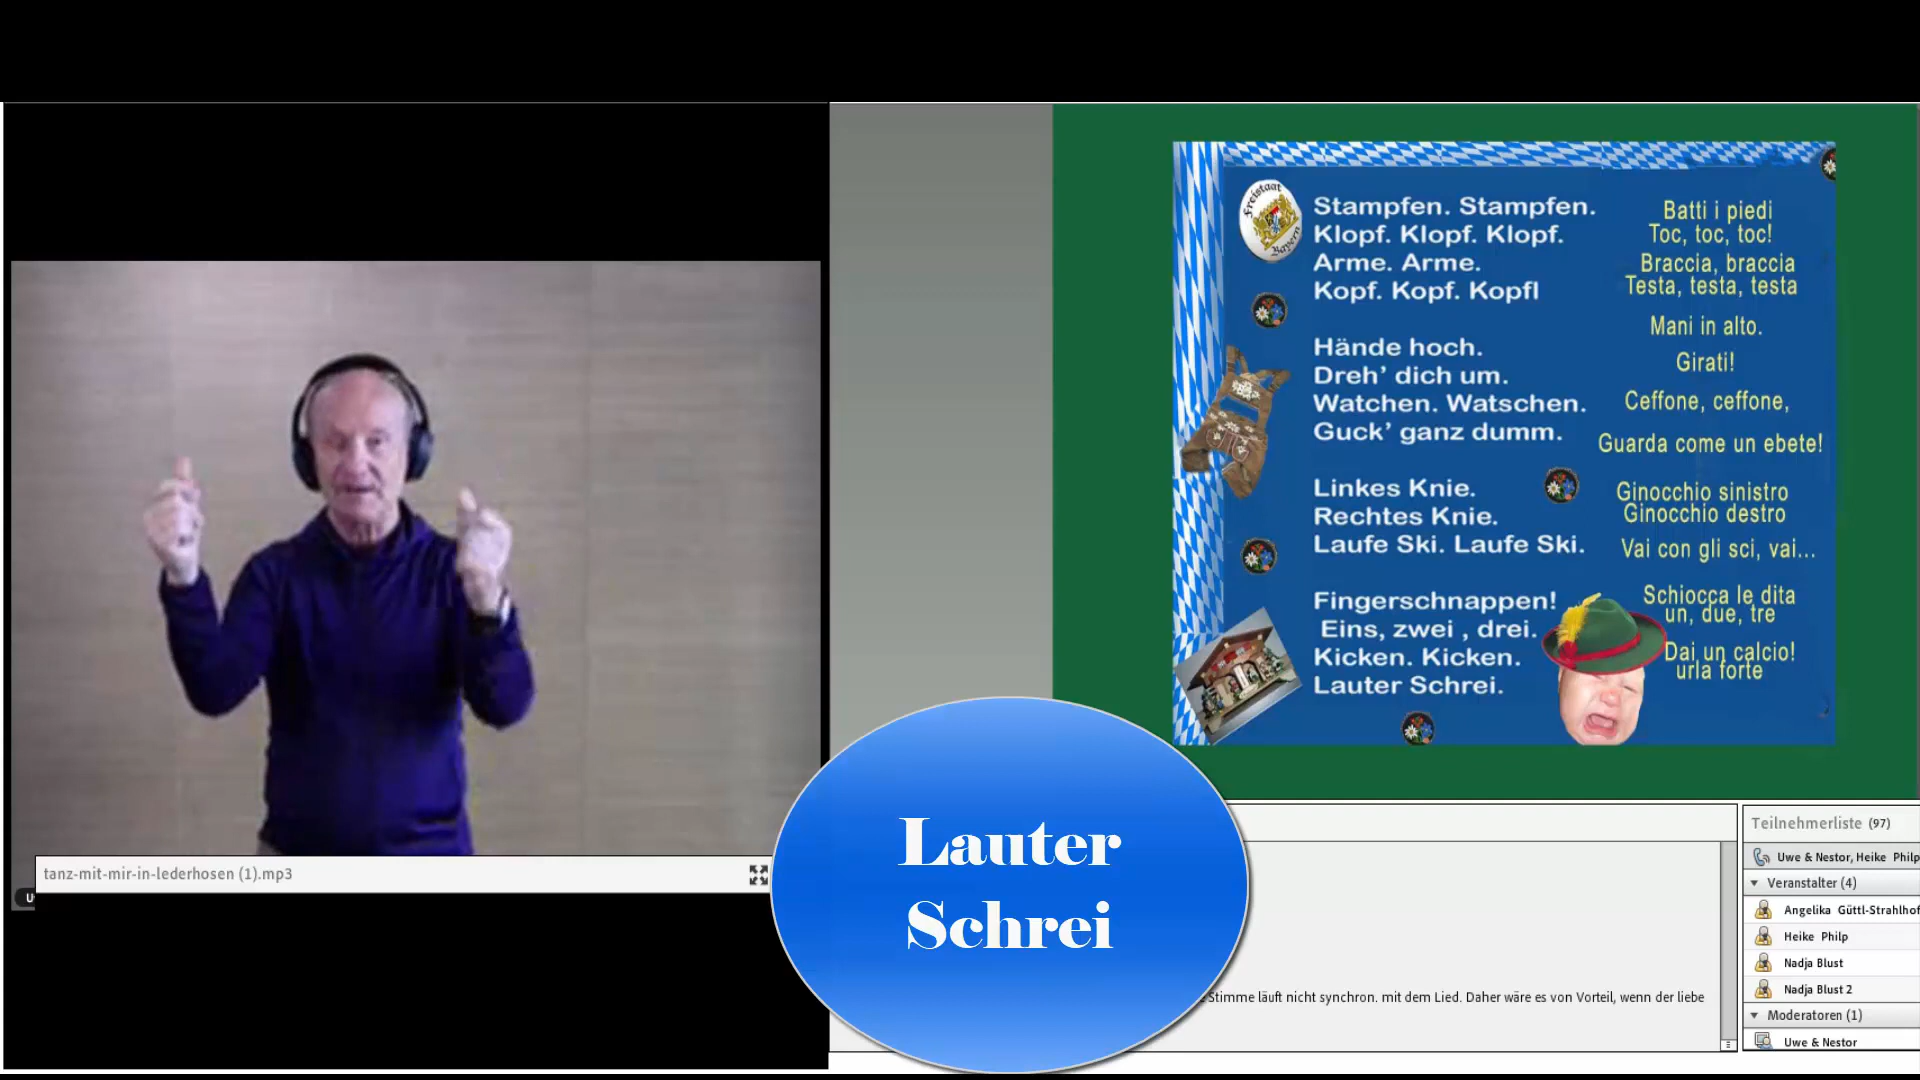 Freistaat
Bayern
Stampfen. Stampfen.
Klopf. Klopf. Klopf.
Arme. Arme.
Kopf. Kopf. Kopfl
Hände hoch.
Dreh’ dich um.
Watchen. Watschen.
Guck’ ganz dumm.
Linkes Knie.
Rechtes Knie.
Laufe Ski. Laufe Ski.
Fingerschnappen!
Eins, zwei , drei.
Kicken. Kicken.
Lauter Schrei.
Batti i piedi
Toc, toc, toc!
Braccia, braccia
Testa, testa, testa
Mani in alto.
Girati!
Ceffone, ceffone,
Guarda come un ebete!
Ginocchio sinistro
Ginocchio destro
Vai con gli sci, vai...
Schiocca le dita
un, due, tre
Dai un calcio!
urla forte
tanz-mit-mir-in-lederhosen (1).mp3
U
Lauter
Schrei
Stimme läuft nicht synchron. mit dem Lied. Daher wäre es von Vorteil, wenn der liebe
Teilnehmerliste (97)
Uwe & Nestor, Heike Philp
Veranstalter (4)
Angelika Güttl-Strahlhof
Heike Philp
Nadja Blust
Nadja Blust 2
Moderatoren (1)
Uwe & Nestor